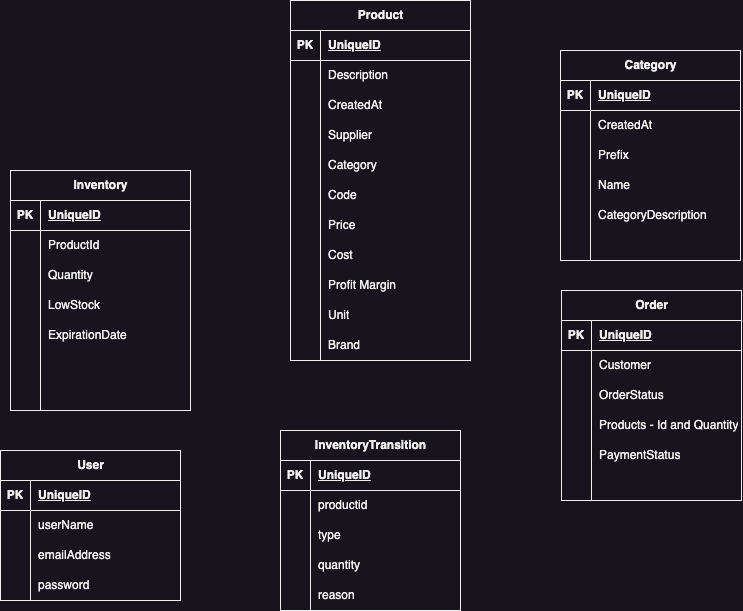 Product
PK UniqueID
Description
CreatedAt
Supplier
Category
Code
Price
Cost
Profit Margin
Unit
Brand
Category
PK UniqueID
CreatedAt
Prefix
Name
CategoryDescription
Inventory
PK UniqueID
ProductId
Quantity
LowStock
ExpirationDate
Order
PK UniqueID
Customer
OrderStatus
Products - Id and Quantity
PaymentStatus
User
PK UniqueID
userName
emailAddress
password
InventoryTransition
PK UniqueID
productid
type
quantity
reason